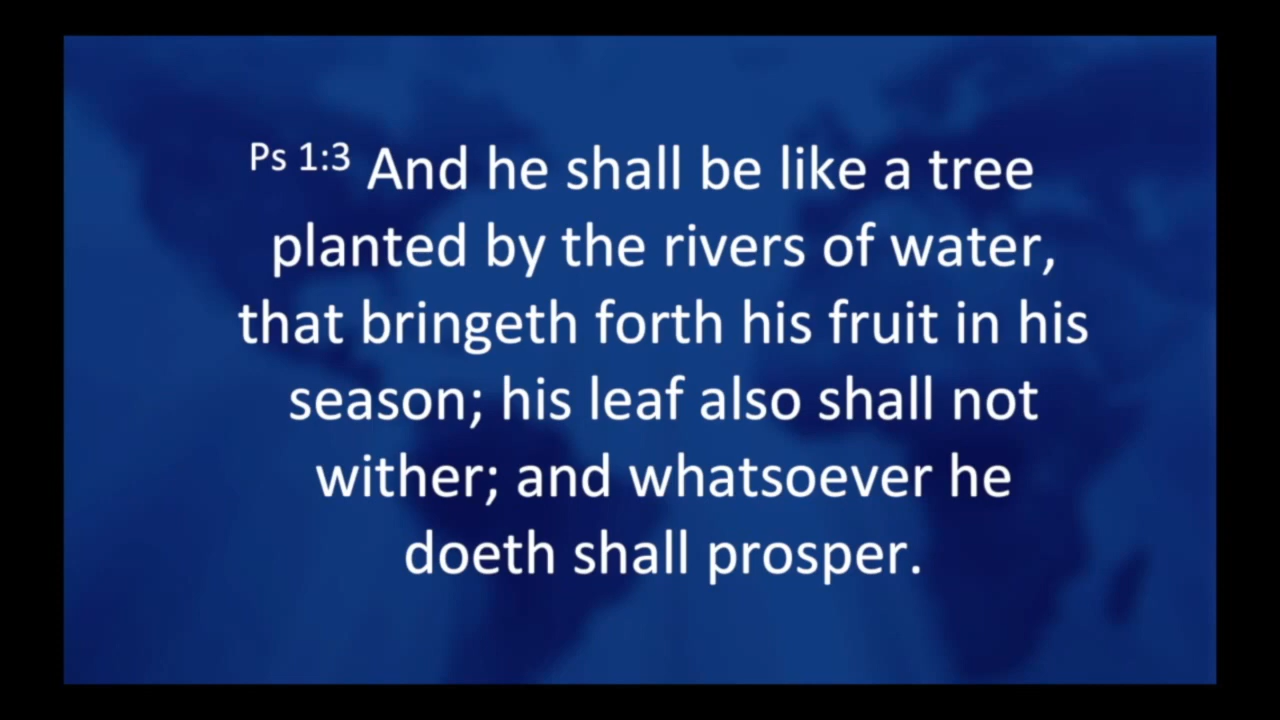 Ps 1:3 And he shall be like a tree
planted by the rivers of water,
that bringeth forth his fruit in his
season; his leaf also shall not
wither; and whatsoever he
doeth shall prosper.